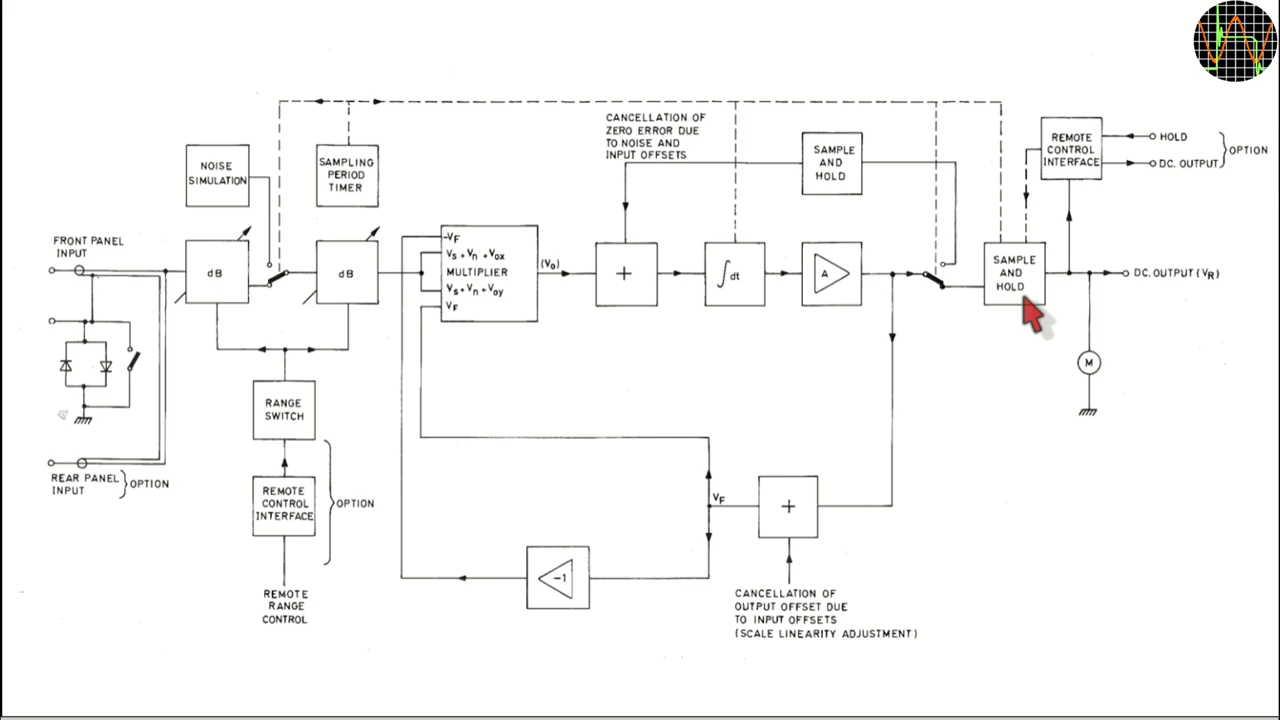 CANCELLATION OF
ZERO ERROR DUE
TO NOISE AND
INPUT OFFSETS
NOISE
SIMULATION
SAMPLING
PERIOD
TIMER
SAMPLE
AND
HOLD
REMOTE
CONTROL
INTERFACE
HOLD
DC. OUTPUT
OPTION
FRONT PANEL
INPUT
dB
dB
-VF
VS + Vn + Vox
MULTIPLIER
VS + Vn + Voy
VF
(Vo)
+
∫dt
A
SAMPLE
AND
HOLD
DC. OUTPUT (VR)
M
RANGE
SWITCH
REAR PANEL
INPUT
OPTION
REMOTE
CONTROL
INTERFACE
OPTION
VF
+
-1
REMOTE
RANGE
CONTROL
CANCELLATION OF
OUTPUT OFFSET DUE
TO INPUT OFFSETS
(SCALE LINEARITY ADJUSTMENT)